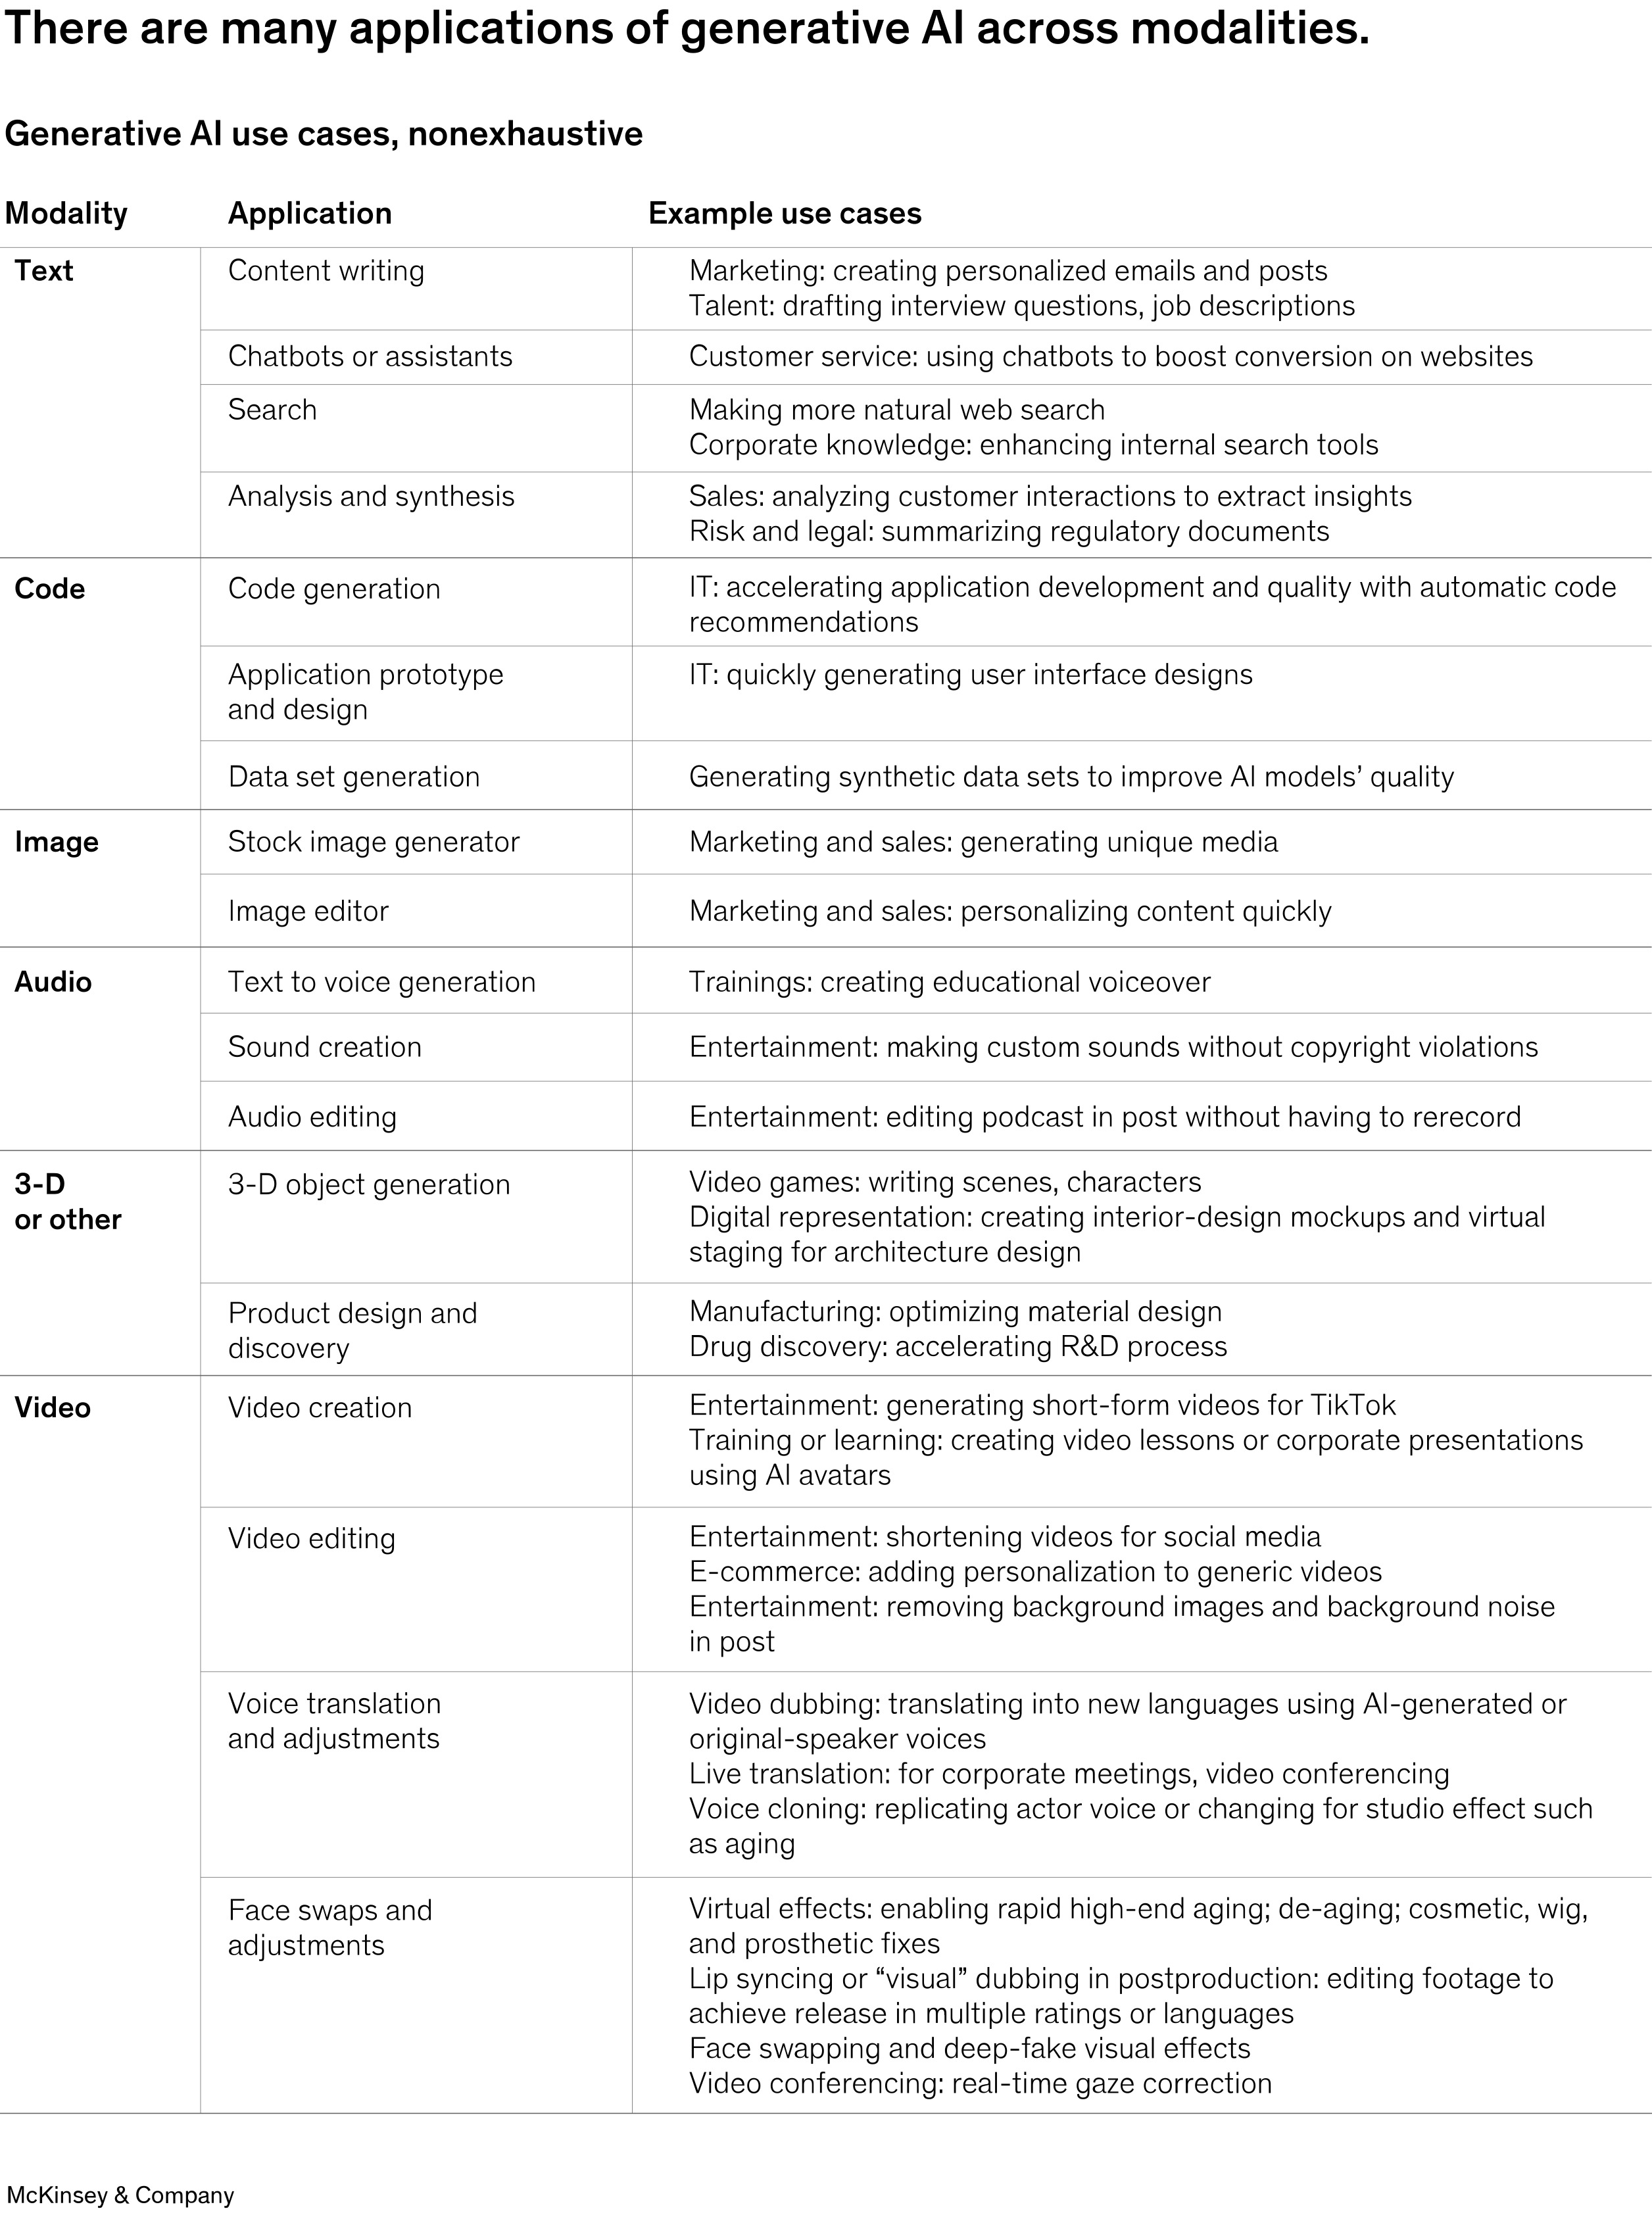 There are many applications of generative AI across modalities.
Generative AI use cases, nonexhaustive
Modality Application Example use cases
Text Content writing Marketing: creating personalized emails and posts
Talent: drafting interview questions, job descriptions
Chatbots or assistants Customer service: using chatbots to boost conversion on websites
Search Making more natural web search
Corporate knowledge: enhancing internal search tools
Analysis and synthesis Sales: analyzing customer interactions to extract insights
Risk and legal: summarizing regulatory documents
Code Code generation IT: accelerating application development and quality with automatic code
recommendations
Application prototype IT: quickly generating user interface designs
and design
Data set generation Generating synthetic data sets to improve AI models’ quality
Image Stock image generator Marketing and sales: generating unique media
Image editor Marketing and sales: personalizing content quickly
Audio Text to voice generation Trainings: creating educational voiceover
Sound creation Entertainment: making custom sounds without copyright violations
Audio editing Entertainment: editing podcast in post without having to rerecord
3-D 3-D object generation Video games: writing scenes, characters
or other Digital representation: creating interior-design mockups and virtual
staging for architecture design
Product design and Manufacturing: optimizing material design
discovery Drug discovery: accelerating R&D process
Video Video creation Entertainment: generating short-form videos for TikTok
Training or learning: creating video lessons or corporate presentations
using AI avatars
Video editing Entertainment: shortening videos for social media
E-commerce: adding personalization to generic videos
Entertainment: removing background images and background noise
in post
Voice translation Video dubbing: translating into new languages using AI-generated or
and adjustments original-speaker voices
Live translation: for corporate meetings, video conferencing
Voice cloning: replicating actor voice or changing for studio effect such
as aging
Face swaps and Virtual effects: enabling rapid high-end aging; de-aging; cosmetic, wig,
adjustments and prosthetic fixes
Lip syncing or “visual” dubbing in postproduction: editing footage to
achieve release in multiple ratings or languages
Face swapping and deep-fake visual effects
Video conferencing: real-time gaze correction
McKinsey & Company